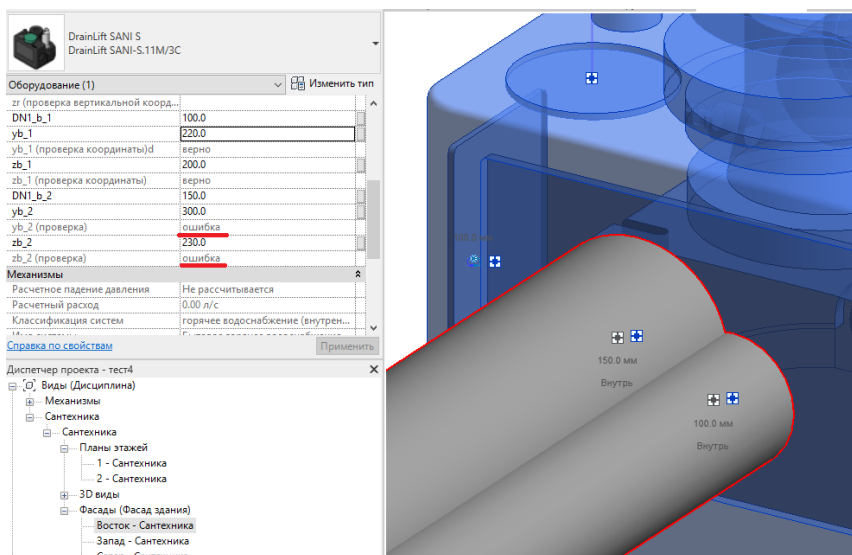 DrainLift SANI S
DrainLift SANI-S.11M/3C
Оборудование (1)
Изменить тип
zr (проверка вертикальной коорд...
DN1_b_1 100.0
yb_1 220.0
yb_1 (проверка координаты)d верно
zb_1 200.0
zb_1 (проверка координаты) верно
DN1_b_2 150.0
yb_2 300.0
yb_2 (проверка) ошибка
zb_2 230.0
zb_2 (проверка) ошибка
Механизмы
Расчетное падение давления Не рассчитывается
Расчетный расход 0.00 л/с
Классификация систем горячее водоснабжение (внутрен...
Справка по свойствам
Применить
Диспетчер проекта - тест4
Виды (Дисциплина)
Механизмы
Сантехника
Сантехника
Планы этажей
1 - Сантехника
2 - Сантехника
3D виды
Фасады (Фасад здания)
Восток - Сантехника
Запад - Сантехника
150.0 мм
Внутрь
100.0 мм
Внутрь